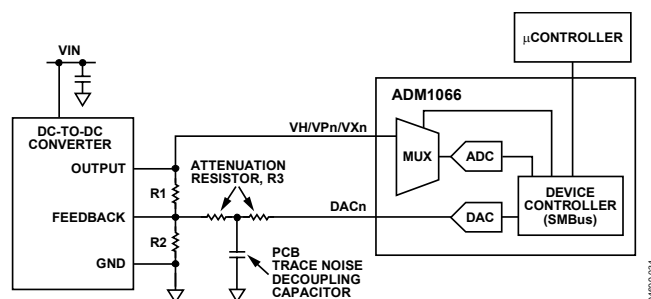 VIN
μCONTROLLER
ADM1066
DC-TO-DC
CONVERTER
OUTPUT
VH/VPn/VXn
MUX
ADC
ATTENUATION
RESISTOR, R3
R1
FEEDBACK
DACn
DAC
DEVICE
CONTROLLER
(SMBus)
R2
GND
PCB
TRACE NOISE
DECOUPLING
CAPACITOR